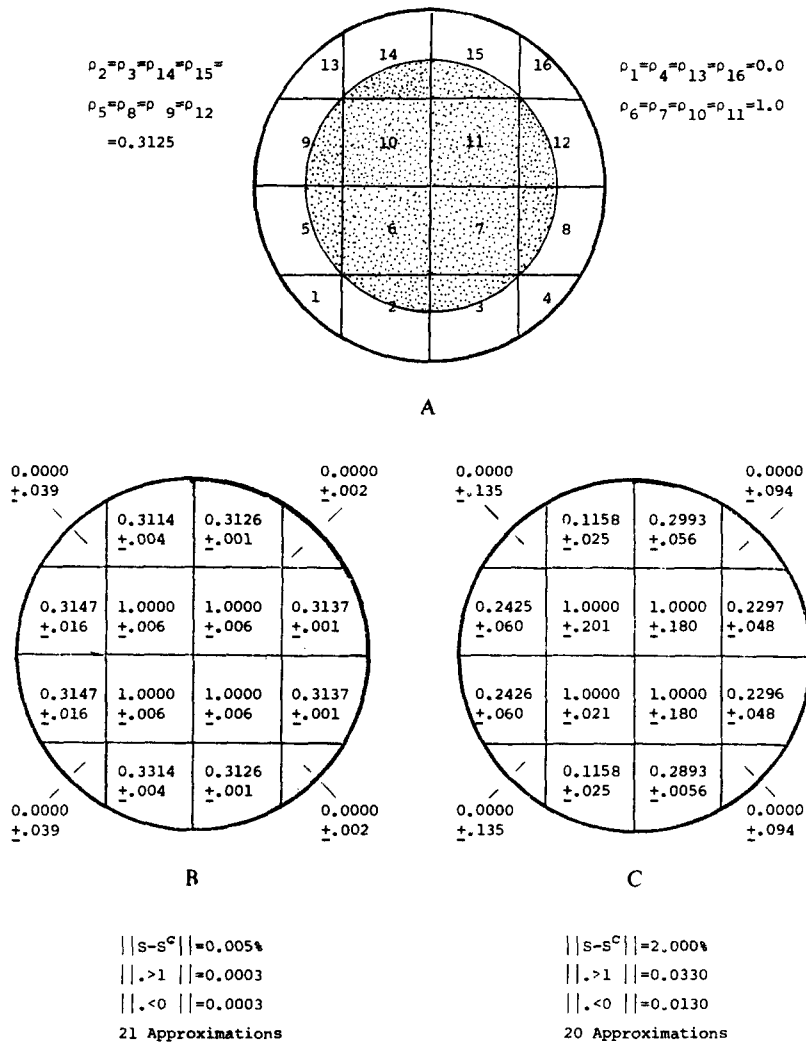 ρ2=ρ3=ρ14=ρ15=
ρ5=ρ8=ρ 9=ρ12
=0.3125
13 14 15 16
9 10 11 12
5 6 7 8
1 2 3 4
ρ1=ρ4=ρ13=ρ16=0.0
ρ6=ρ7=ρ10=ρ11=1.0
A
0.0000
±.039
0.0000
±.002
0.3114 0.3126
±.004 ±.001
0.3147 1.0000 1.0000 0.3137
±.016 ±.006 ±.006 ±.001
0.3147 1.0000 1.0000 0.3137
±.016 ±.006 ±.006 ±.001
0.3314 0.3126
±.004 ±.001
0.0000
±.039
0.0000
±.002
B
||S-S^C||=0.005%
||.>1 ||=0.0003
||.<0 ||=0.0003
21 Approximations
0.0000
±.135
0.0000
±.094
0.1158 0.2993
±.025 ±.056
0.2425 1.0000 1.0000 0.2297
±.060 ±.201 ±.180 ±.048
0.2426 1.0000 1.0000 0.2296
±.060 ±.021 ±.180 ±.048
0.1158 0.2893
±.025 ±.0056
0.0000
±.135
0.0000
±.094
C
||S-S^C||=2.000%
||.>1 ||=0.0330
||.<0 ||=0.0130
20 Approximations